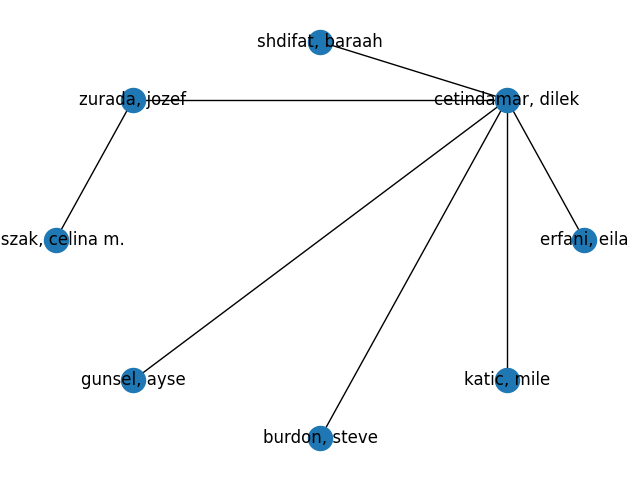 shdifat, baraah
zurada, jozef
cetindamar, dilek
szak, celina m.
erfani, eila
gunsel, ayse
katic, mile
burdon, steve